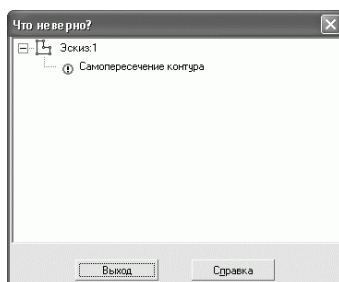 Что неверно?
Эскиз:1
Самопересечение контура
Выход
Справка